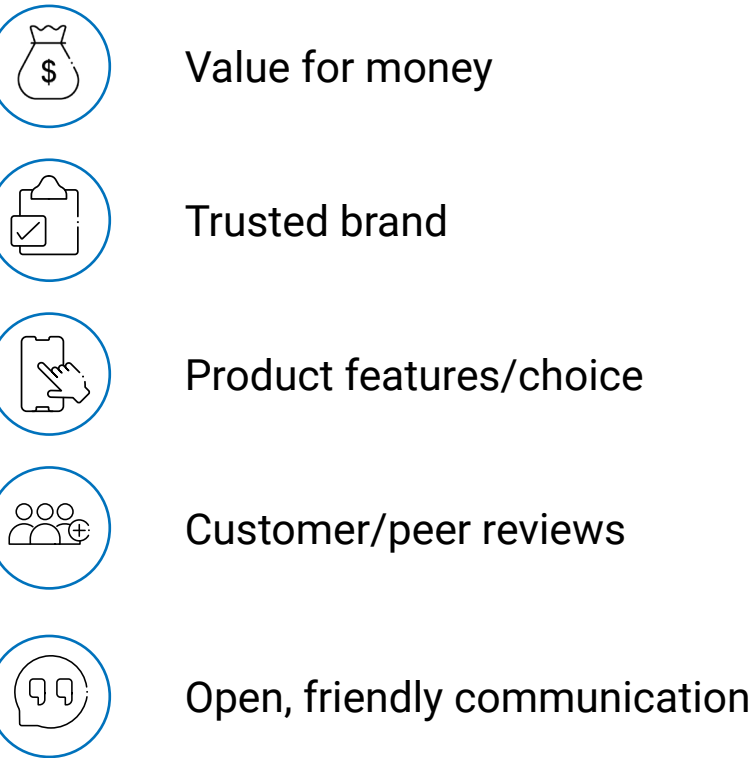 $
Value for money
Trusted brand
Product features/choice
Customer/peer reviews
Open, friendly communication